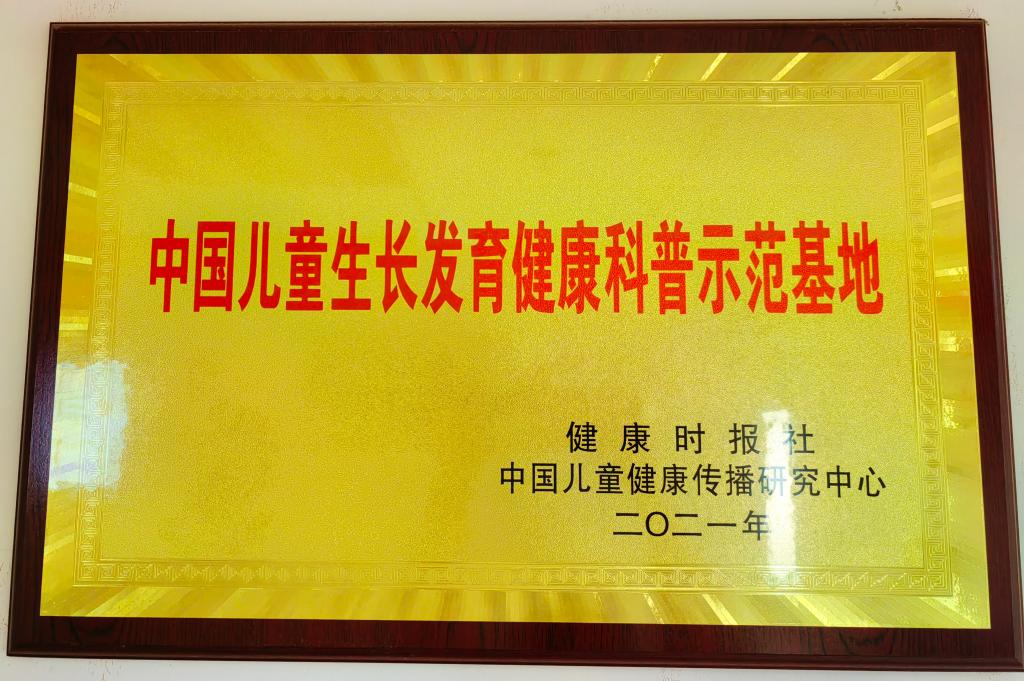 中国儿童生长发育健康科普示范基地
健康时报社
中国儿童健康传播研究中心
二〇二一年